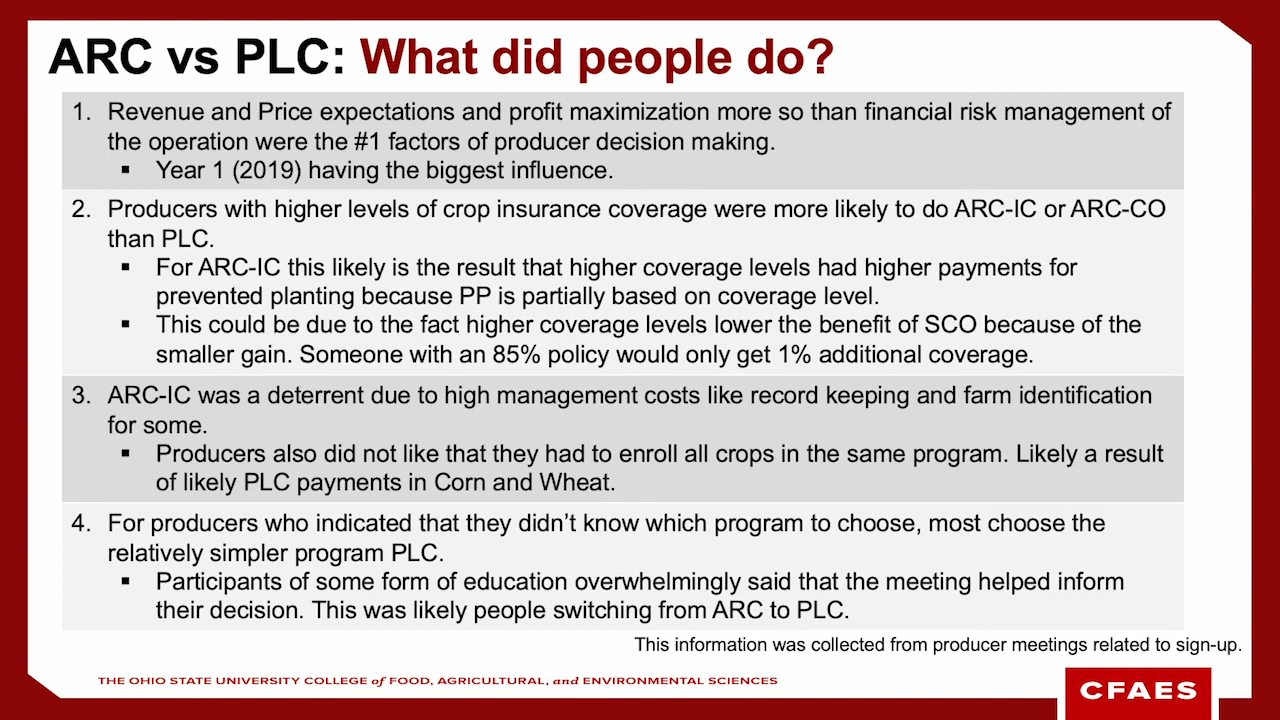 ARC vs PLC: What did people do?
1. Revenue and Price expectations and profit maximization more so than financial risk management of
the operation were the #1 factors of producer decision making.
▪ Year 1 (2019) having the biggest influence.
2. Producers with higher levels of crop insurance coverage were more likely to do ARC-IC or ARC-CO
than PLC.
▪ For ARC-IC this likely is the result that higher coverage levels had higher payments for
prevented planting because PP is partially based on coverage level.
▪ This could be due to the fact higher coverage levels lower the benefit of SCO because of the
smaller gain. Someone with an 85% policy would only get 1% additional coverage.
3. ARC-IC was a deterrent due to high management costs like record keeping and farm identification
for some.
▪ Producers also did not like that they had to enroll all crops in the same program. Likely a result
of likely PLC payments in Corn and Wheat.
4. For producers who indicated that they didn’t know which program to choose, most choose the
relatively simpler program PLC.
▪ Participants of some form of education overwhelmingly said that the meeting helped inform
their decision. This was likely people switching from ARC to PLC.
This information was collected from producer meetings related to sign-up.
THE OHIO STATE UNIVERSITY COLLEGE of FOOD, AGRICULTURAL, and ENVIRONMENTAL SCIENCES
CFAES